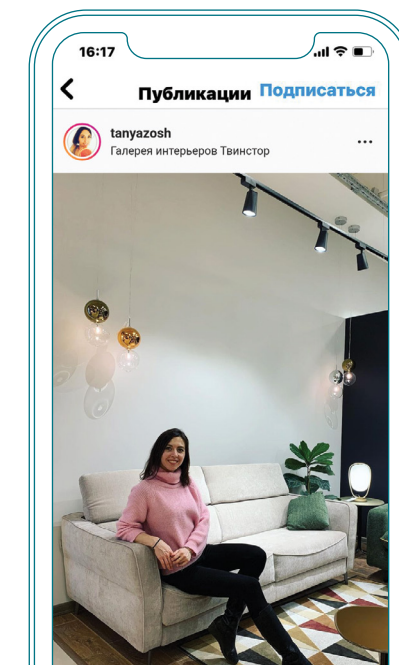 16:17
Публикации Подписаться
tanyazosh
Галерея интерьеров Твинстор